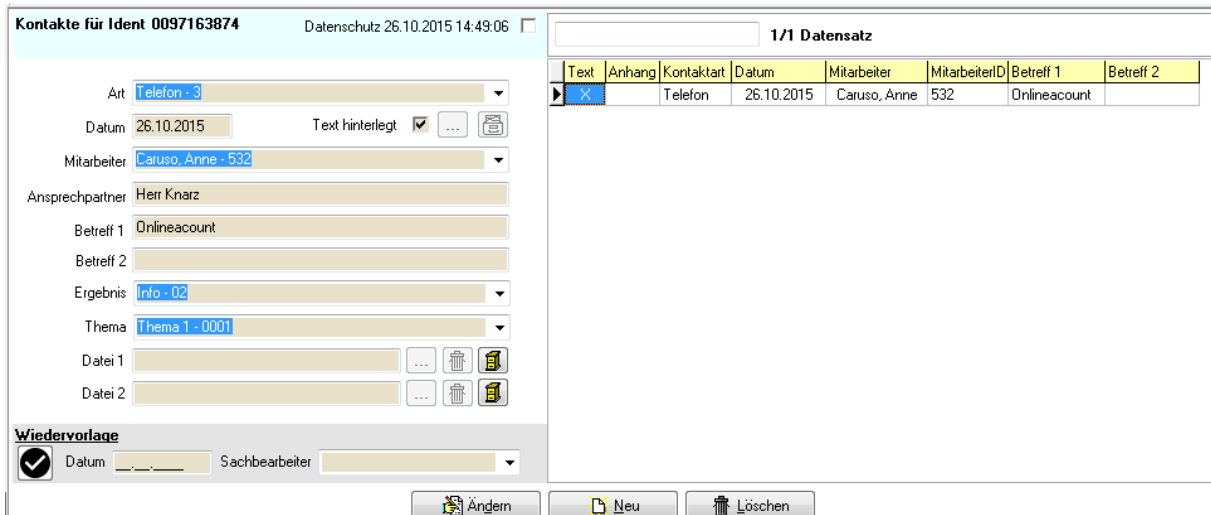 Kontakte für Ident 0097163874
Datenschutz 26.10.2015 14:49:06
Art Telefon - 3
Datum 26.10.2015 Text hinterlegt ...
Mitarbeiter Caruso, Anne - 532
Ansprechpartner Herr Knarz
Betreff 1 Onlineacount
Betreff 2
Ergebnis Info - 02
Thema Thema 1 - 0001
Datei 1 ...
Datei 2 ...
Wiedervorlage
Datum __.__.____ Sachbearbeiter
1/1 Datensatz
Text Anhang Kontaktart Datum Mitarbeiter MitarbeiterID Betreff 1 Betreff 2
X Telefon 26.10.2015 Caruso, Anne 532 Onlineacount
Ändern Neu Löschen